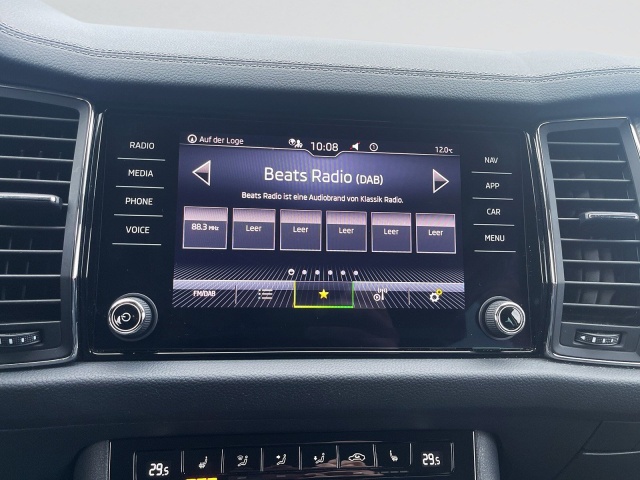 RADIO
MEDIA
PHONE
VOICE
Auf der Loge 10:08 12.0°C
Beats Radio (DAB)
Beats Radio ist eine Audiobrand von Klassik Radio.
88.3 MHz Leer Leer Leer Leer Leer
FM/DAB
NAV
APP
CAR
MENU
29.5 29.5